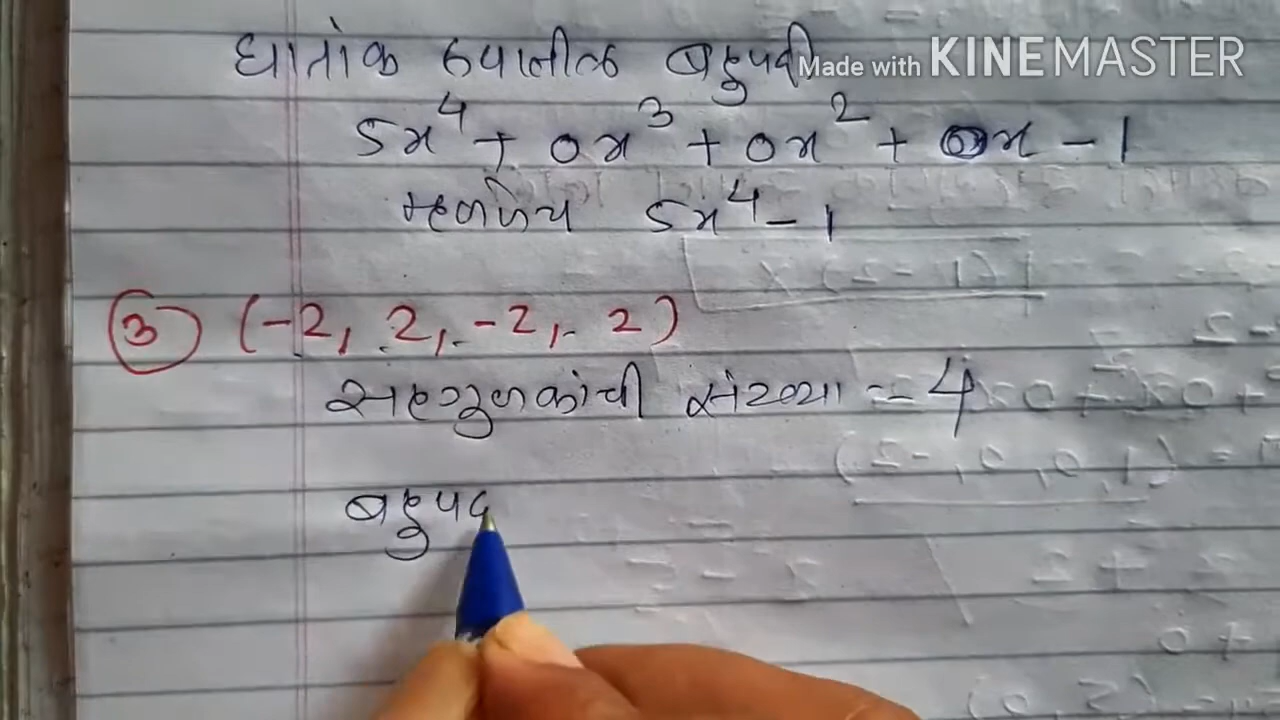 घातांक रुपातील बहुपदी
Made with KINEMASTER
5x⁴ + 0x³ + 0x² + 0x - 1
म्हणजेच 5x⁴ - 1
③ (-2, 2, -2, 2)
सहगुणकांची संख्या = 4
बहुपद